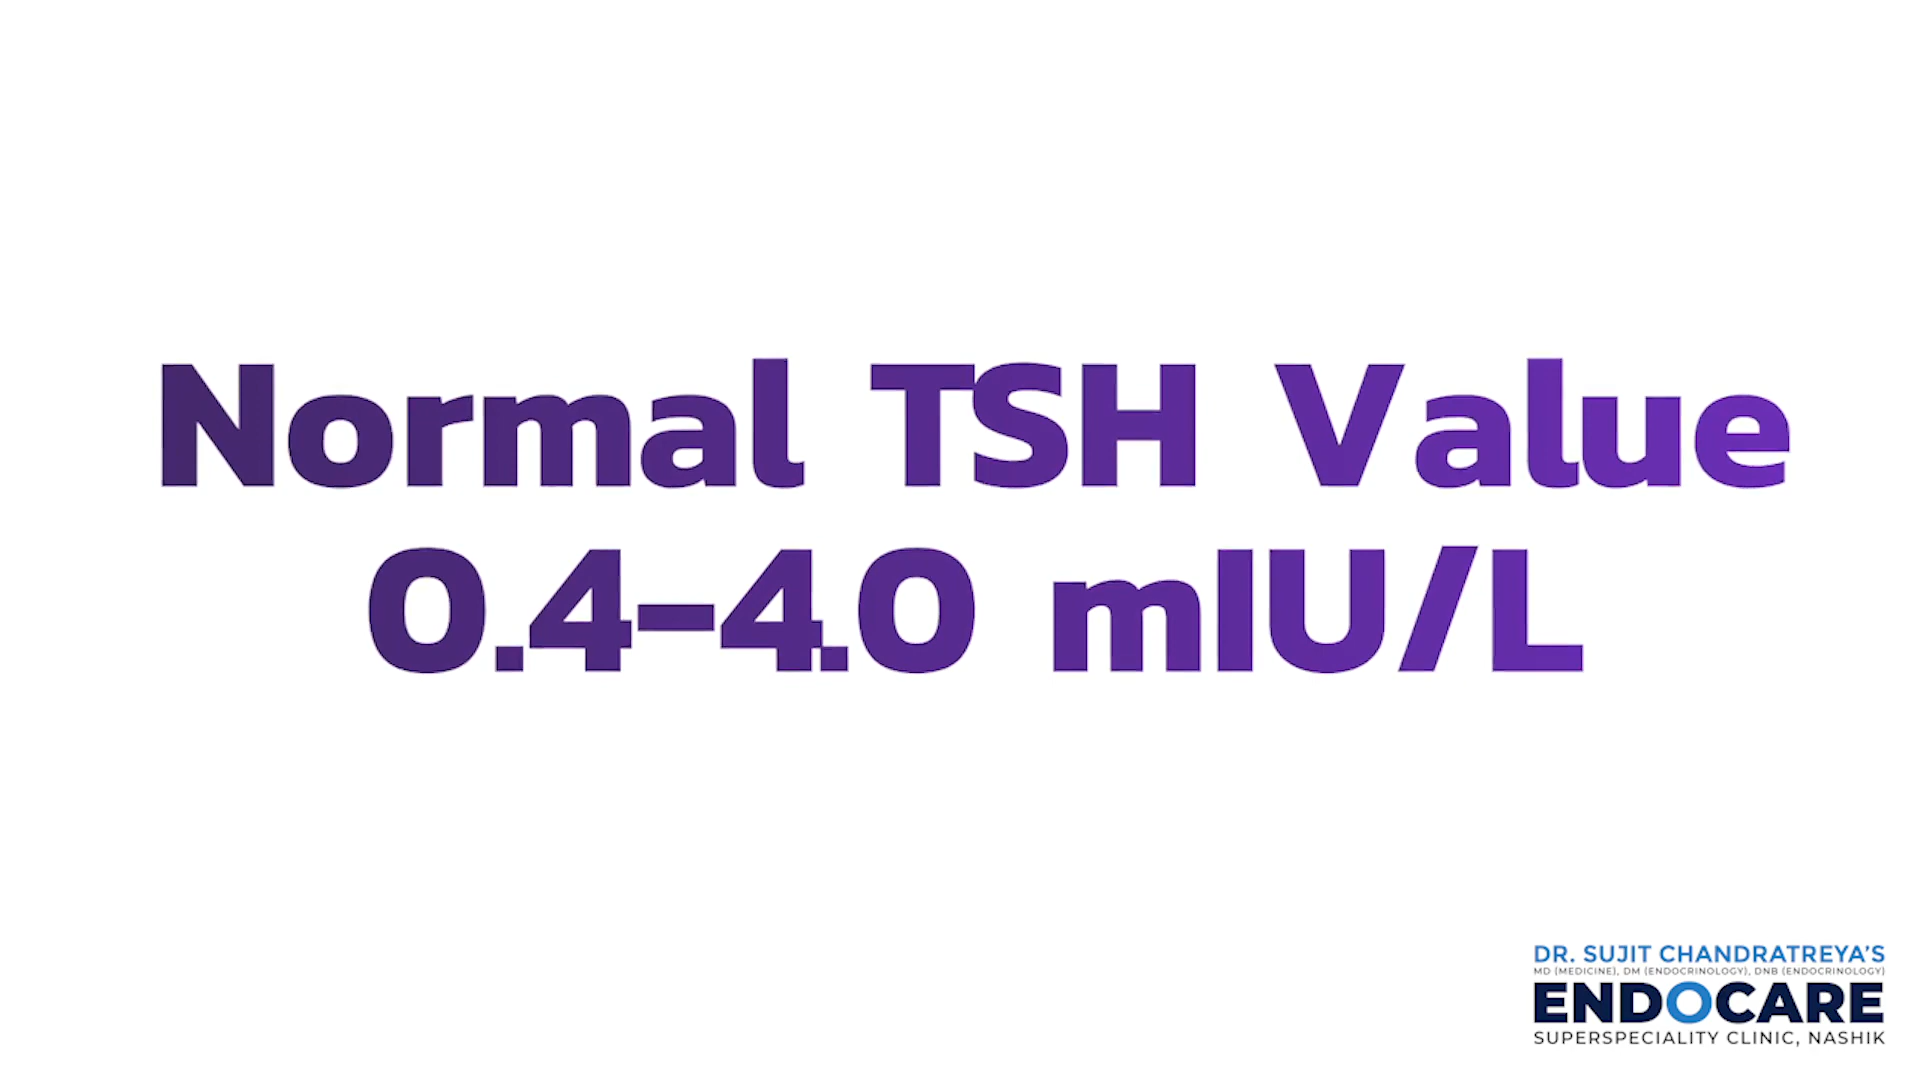 Normal TSH Value
0.4-4.0 mIU/L
DR. SUJIT CHANDRATREYA'S
MD (MEDICINE), DM (ENDOCRINOLOGY), DNB (ENDOCRINOLOGY)
ENDOCARE
SUPERSPECIALITY CLINIC, NASHIK